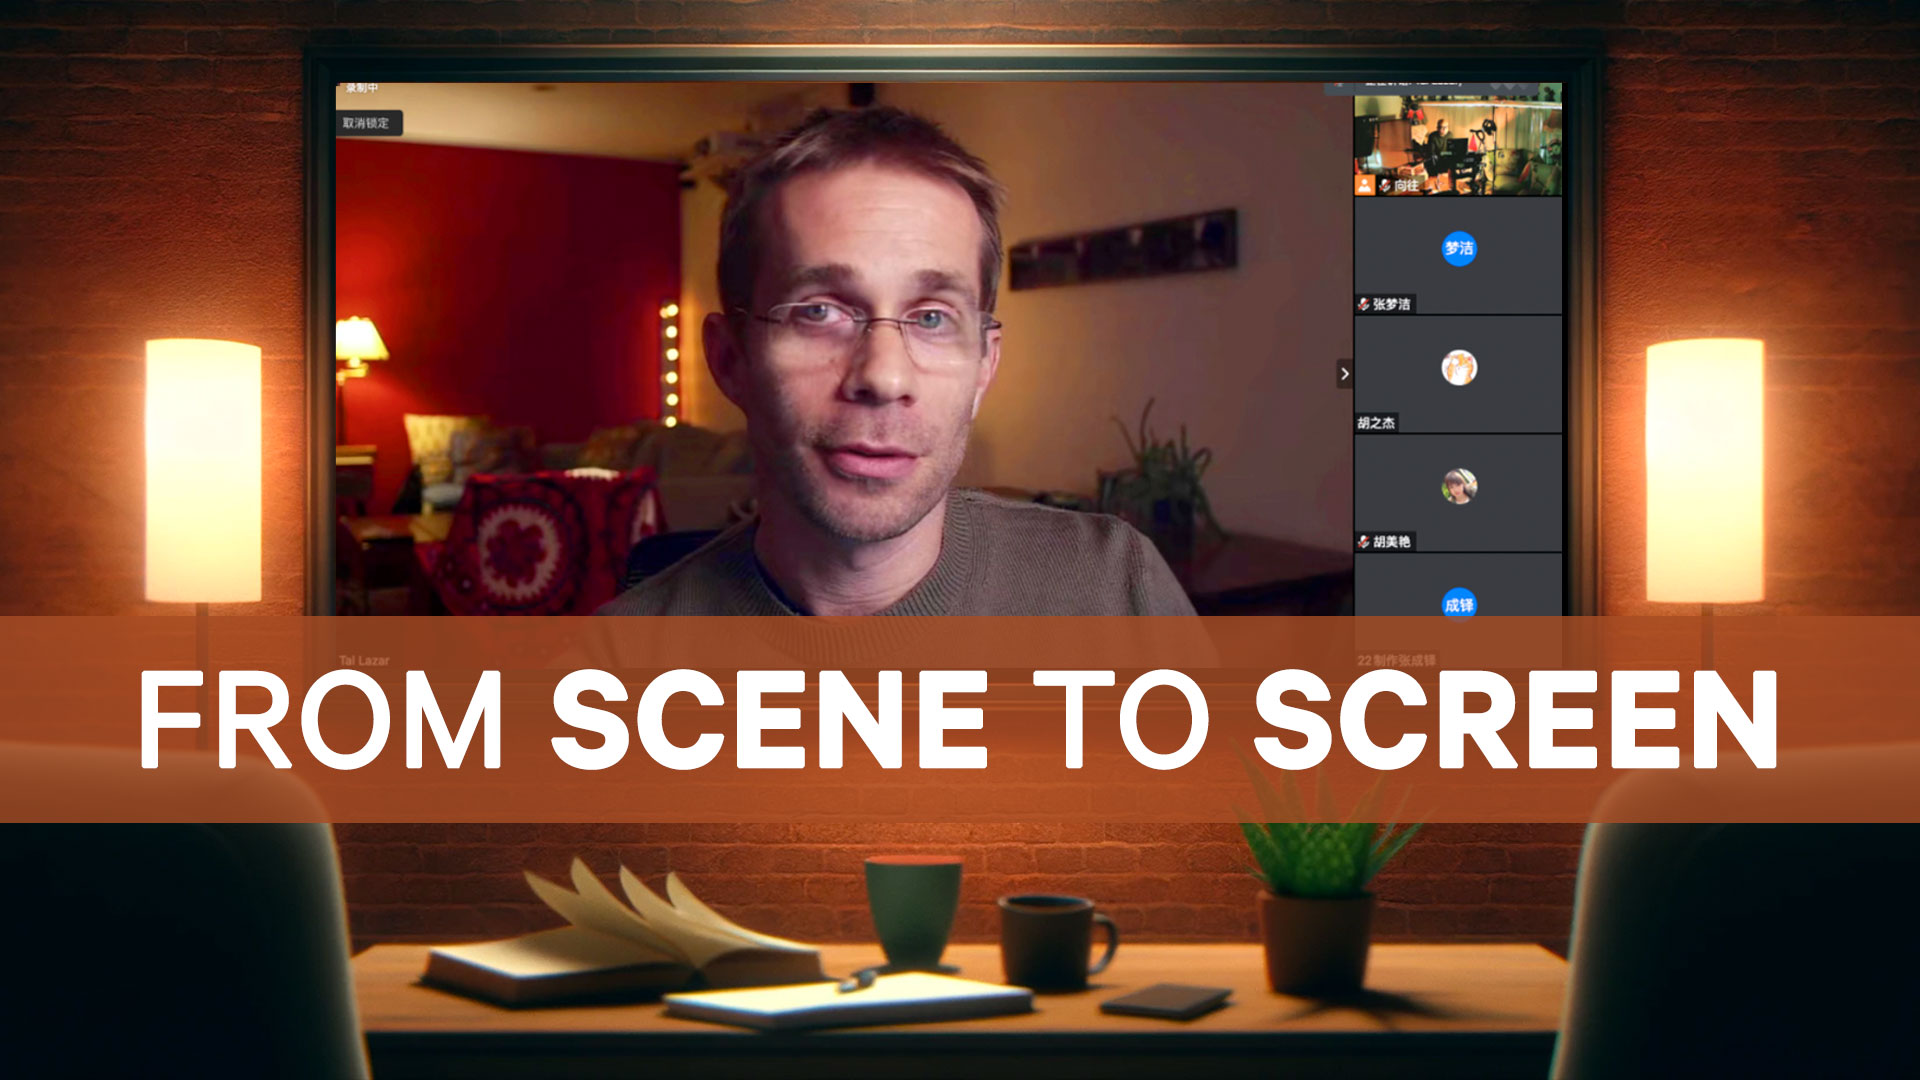 录制中
取消锁定
向往
梦洁
张梦洁
胡之杰
胡美艳
成铎
Tal Lazar
22制作张成铎
FROM SCENE TO SCREEN